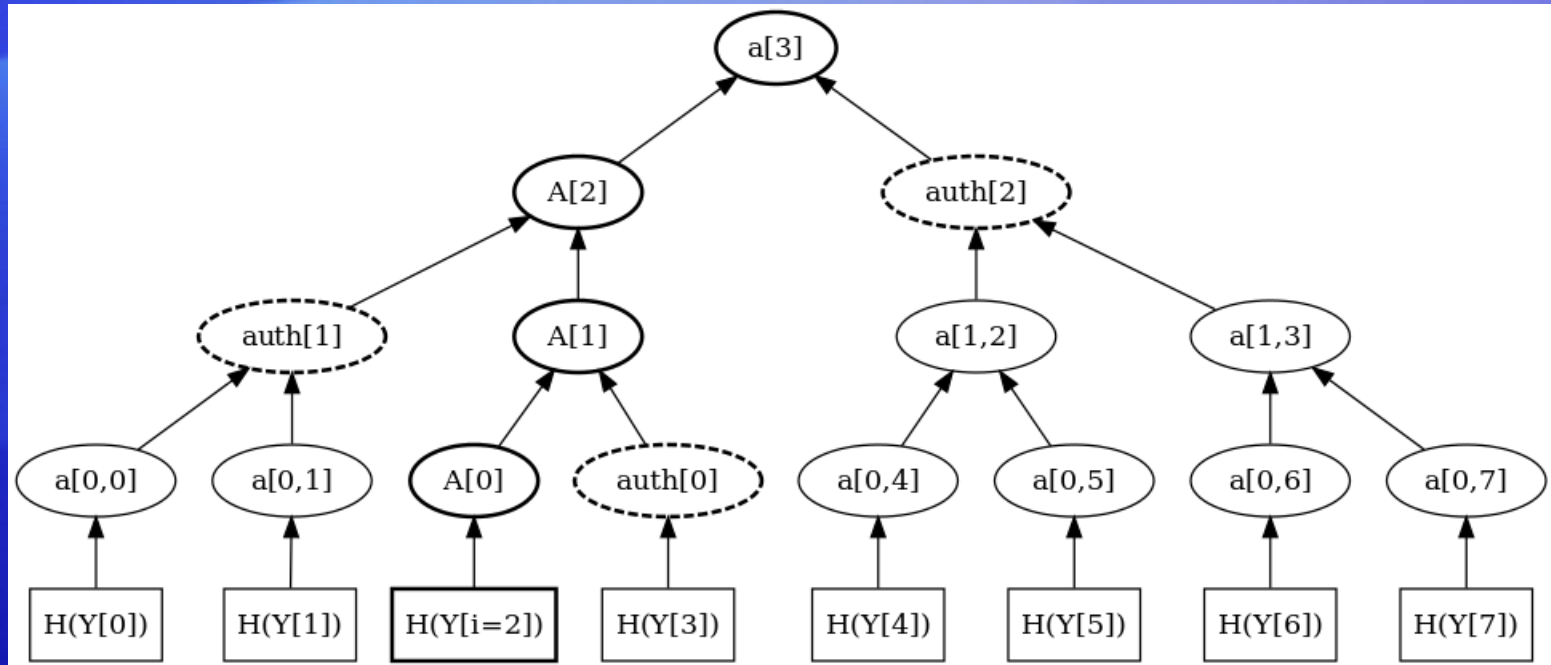 a[3]
A[2]
auth[2]
auth[1]
A[1]
a[1,2]
a[1,3]
a[0,0]
a[0,1]
A[0]
auth[0]
a[0,4]
a[0,5]
a[0,6]
a[0,7]
H(Y[0])
H(Y[1])
H(Y[i=2])
H(Y[3])
H(Y[4])
H(Y[5])
H(Y[6])
H(Y[7])